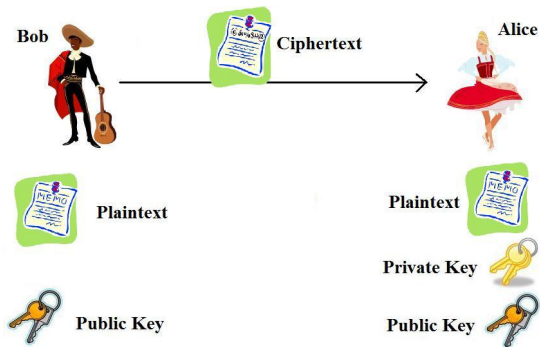 Bob
Ciphertext
Alice
MEMO
Plaintext
Plaintext
MEMO
Private Key
Public Key
Public Key